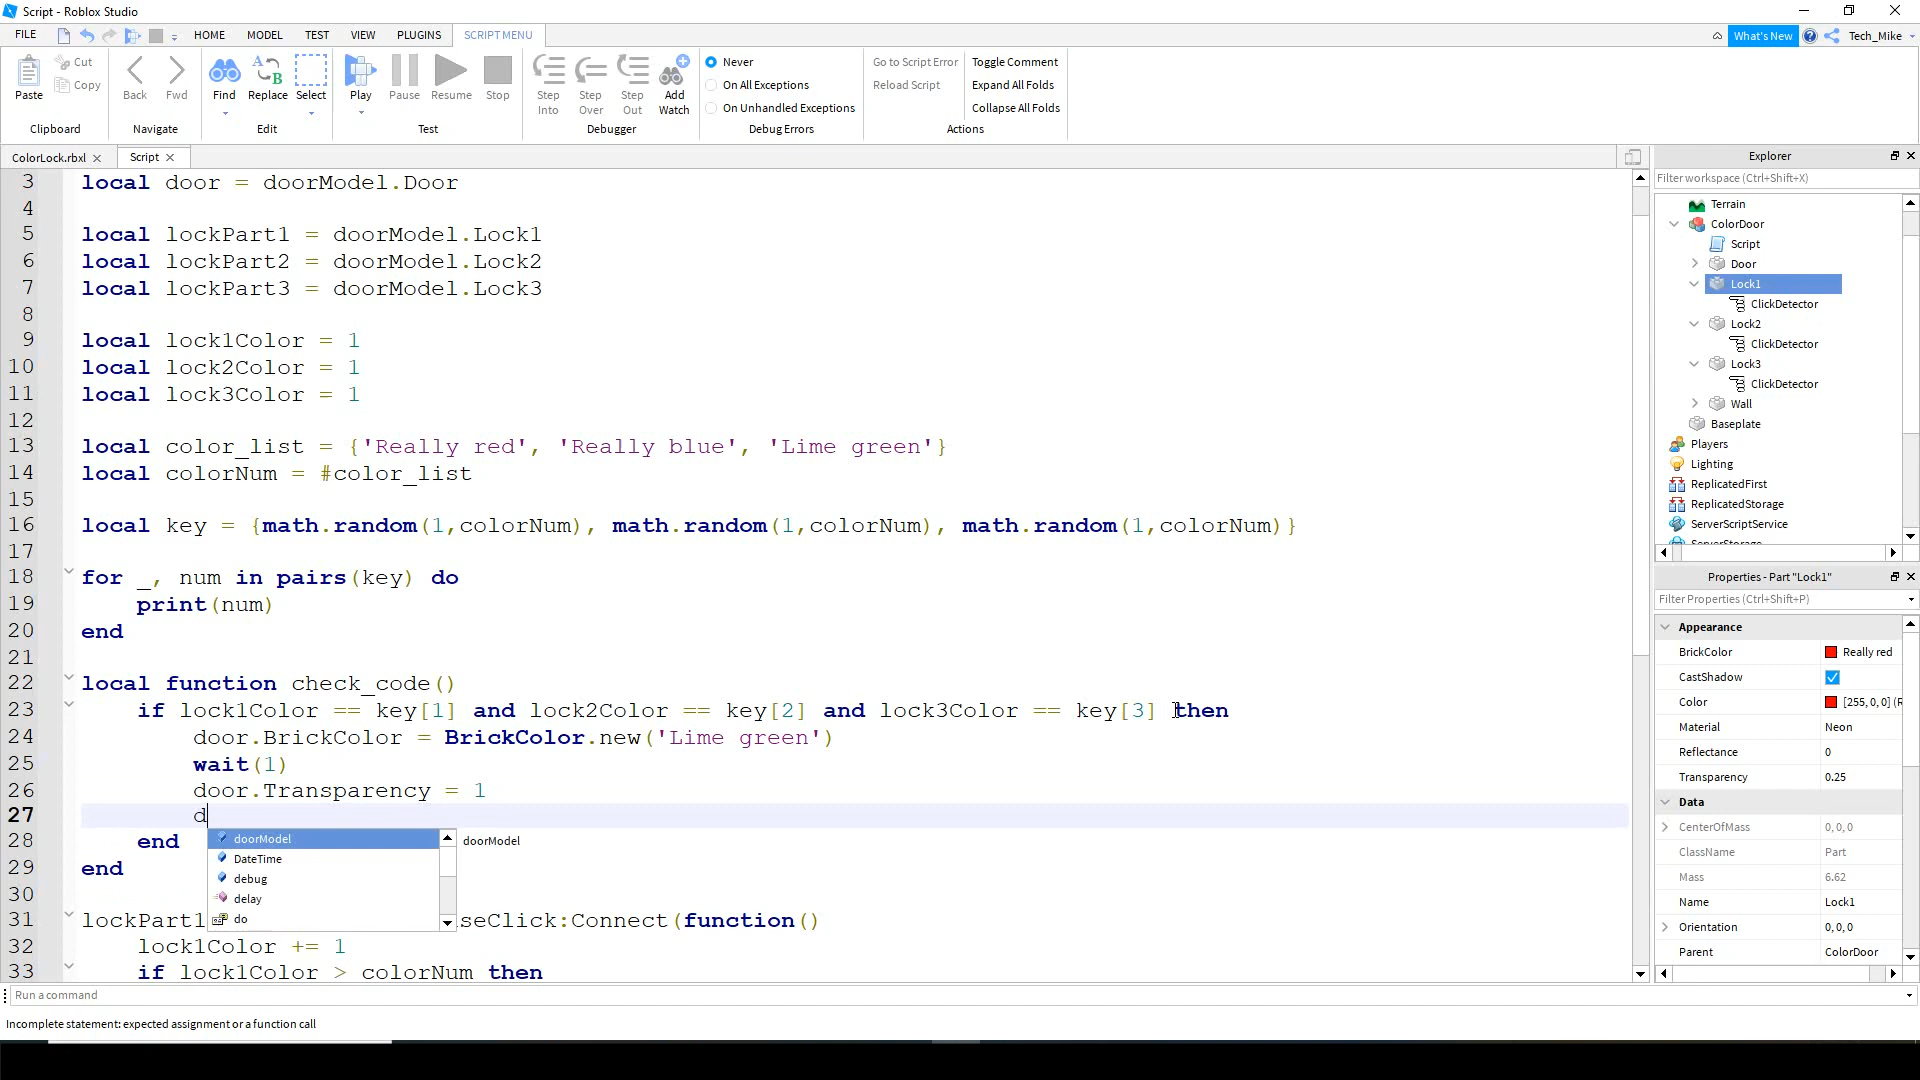 Script - Roblox Studio
FILE HOME MODEL TEST VIEW PLUGINS SCRIPT MENU What's New Tech_Mike
Paste Cut Copy Back Fwd Find Replace Select Play Pause Resume Stop Step Into Step Over Step Out Add Watch
Never
On All Exceptions
On Unhandled Exceptions
Go to Script Error
Reload Script
Toggle Comment
Expand All Folds
Collapse All Folds
Clipboard Navigate Edit Test Debugger Debug Errors Actions
ColorLock.rbxl Script
3 local door = doorModel.Door
4
5 local lockPart1 = doorModel.Lock1
6 local lockPart2 = doorModel.Lock2
7 local lockPart3 = doorModel.Lock3
8
9 local lock1Color = 1
10 local lock2Color = 1
11 local lock3Color = 1
12
13 local color_list = {'Really red', 'Really blue', 'Lime green'}
14 local colorNum = #color_list
15
16 local key = {math.random(1,colorNum), math.random(1,colorNum), math.random(1,colorNum)}
17
18 for _, num in pairs(key) do
19 print(num)
20 end
21
22 local function check_code()
23 if lock1Color == key[1] and lock2Color == key[2] and lock3Color == key[3] then
24 door.BrickColor = BrickColor.new('Lime green')
25 wait(1)
26 door.Transparency = 1
27 d
28 end
29 end
30
31 lockPart1 seClick:Connect(function()
32 lock1Color += 1
33 if lock1Color > colorNum then
doorModel
DateTime
debug
delay
do
doorModel
Explorer
Filter workspace (Ctrl+Shift+X)
Terrain
ColorDoor
Script
Door
Lock1
ClickDetector
Lock2
ClickDetector
Lock3
ClickDetector
Wall
Baseplate
Players
Lighting
ReplicatedFirst
ReplicatedStorage
ServerScriptService
ServerStorage
Properties - Part "Lock1"
Filter Properties (Ctrl+Shift+P)
Appearance
BrickColor Really red
CastShadow
Color [255, 0, 0] (R
Material Neon
Reflectance 0
Transparency 0.25
Data
CenterOfMass 0, 0, 0
ClassName Part
Mass 6.62
Name Lock1
Orientation 0, 0, 0
Parent ColorDoor
Run a command
Incomplete statement: expected assignment or a function call